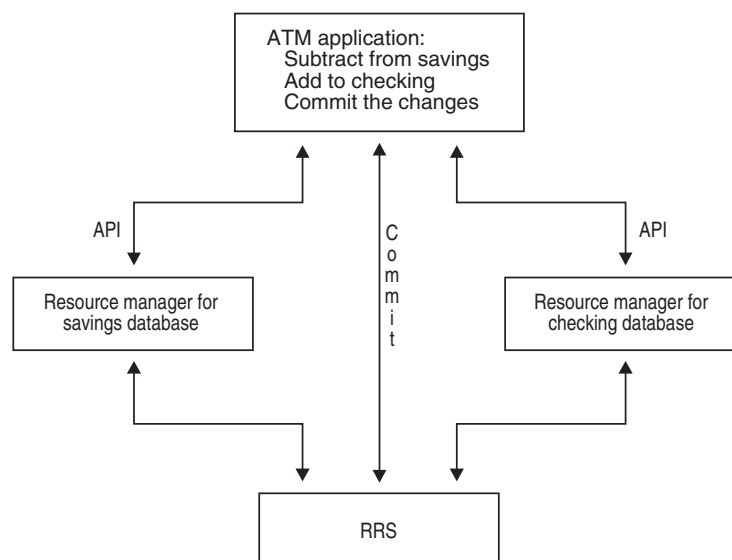 ATM application:
Subtract from savings
Add to checking
Commit the changes
API
Commit
API
Resource manager for
savings database
Resource manager for
checking database
RRS